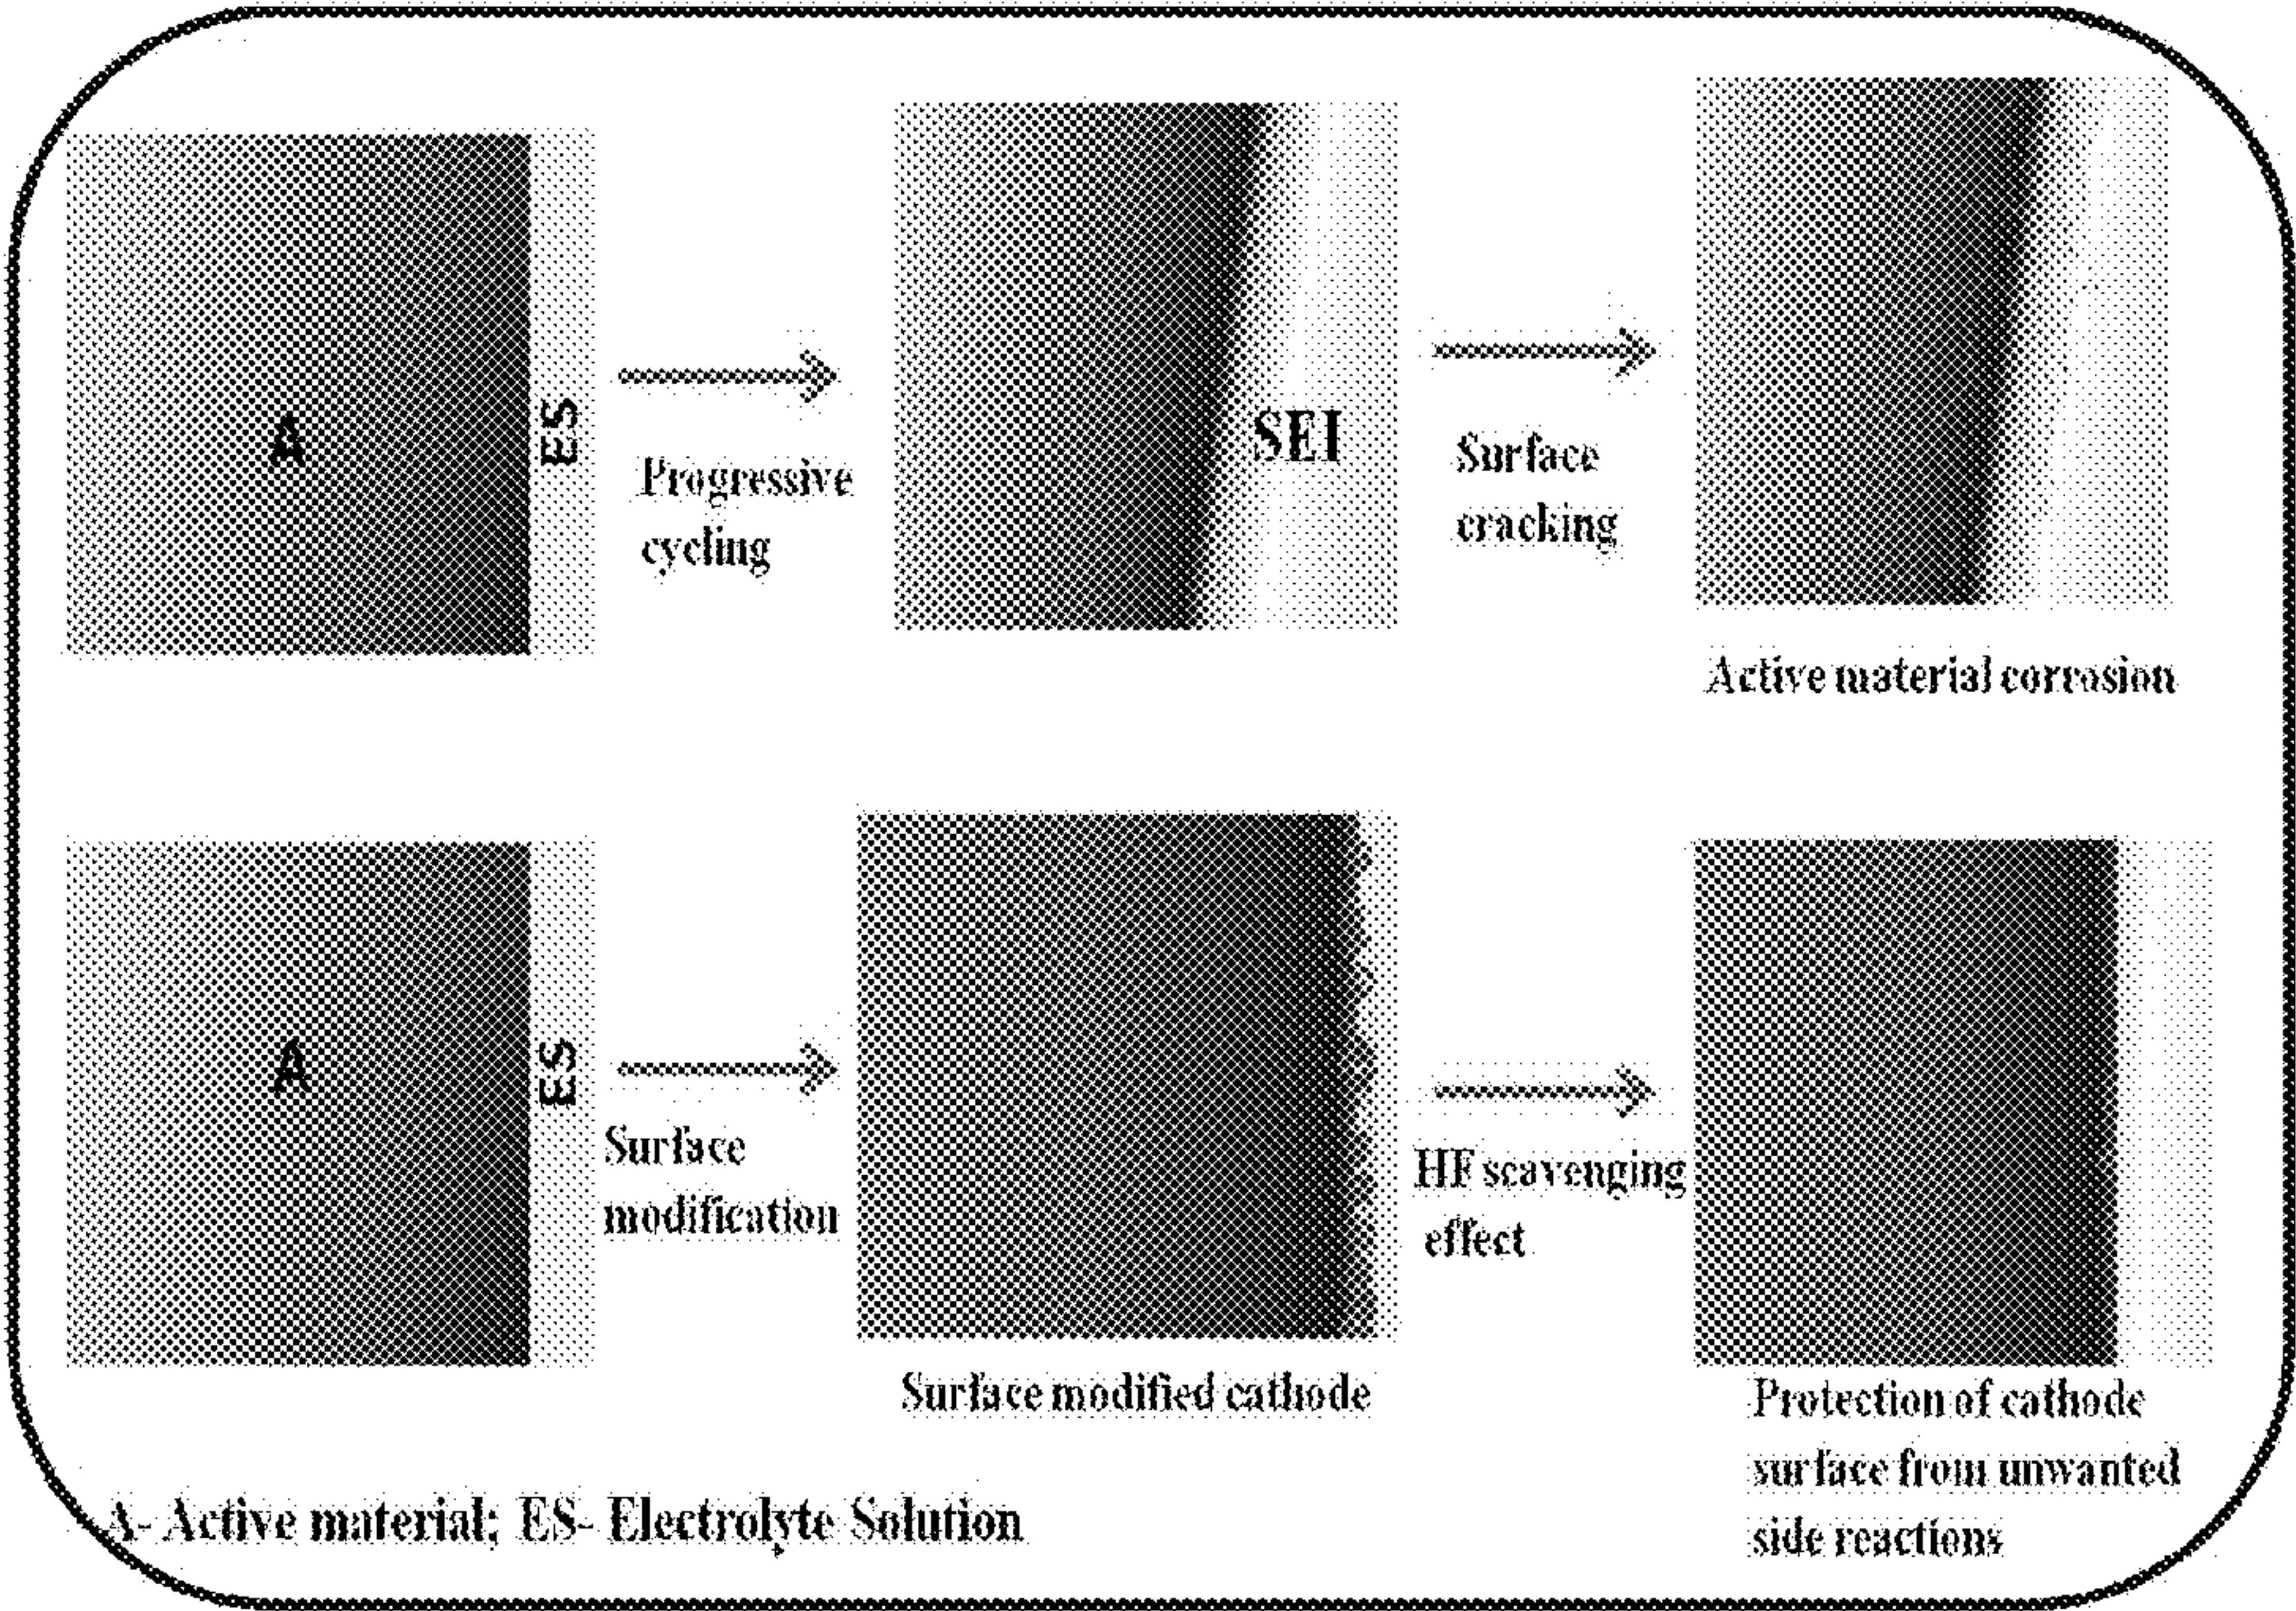 A
ES
Progressive
cycling
SEI
Surface
cracking
Active material corrosion
A
ES
Surface
modification
Surface modified cathode
HF scavenging
effect
Protection of cathode
surface from unwanted
side reactions
A- Active material; ES- Electrolyte Solution